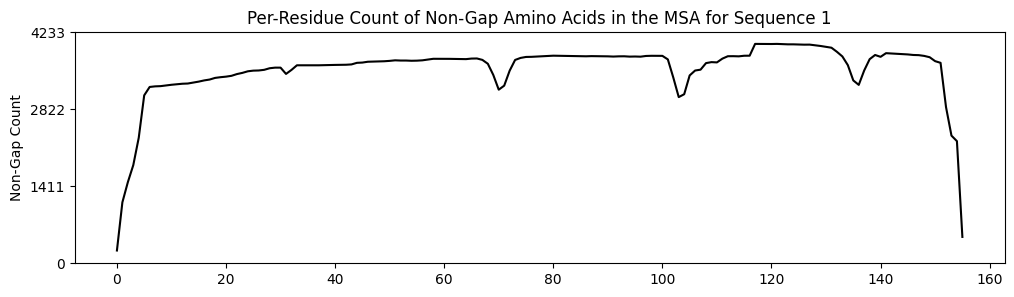 Per-Residue Count of Non-Gap Amino Acids in the MSA for Sequence 1
4233
2822
1411
0
Non-Gap Count
0 20 40 60 80 100 120 140 160